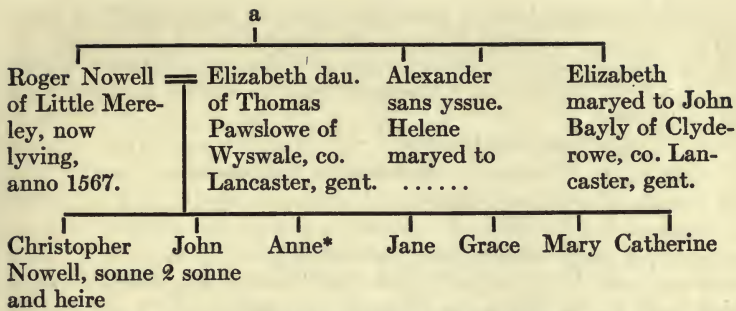 a
Roger Nowell
of Little Mere-
ley, now
lyving,
anno 1567.
Elizabeth dau.
of Thomas
Pawslowe of
Wyswale, co.
Lancaster, gent.
Alexander
sans yssue.
Helene
maryed to
......
Elizabeth
maryed to John
Bayly of Clyde-
rowe, co. Lan-
caster, gent.
Christopher
Nowell, sonne
and heire
John
2 sonne
Anne*
Jane
Grace
Mary
Catherine